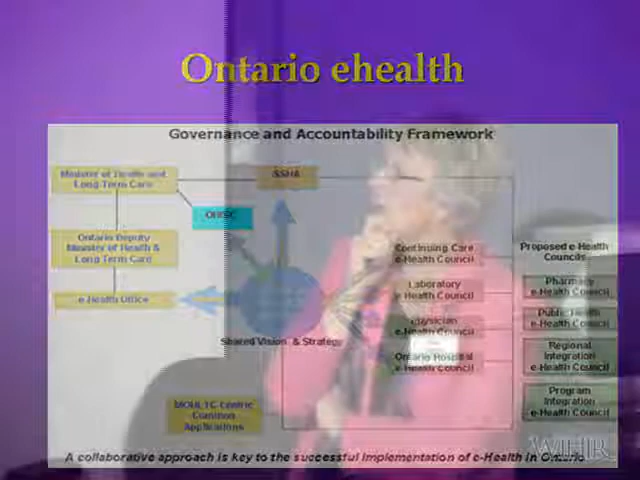 Ontario ehealth
Governance and Accountability Framework
Minister of Health and
Long Term Care
SSHA
OHISC
Ontario Deputy
Minister of Health &
Long Term Care
e-Health Office
Continuing Care
e-Health Council
Laboratory
e-Health Council
Physician
e-Health Council
Ontario Hospital
e-Health Council
Proposed e-Health
Councils
Pharmacy
e-Health Council
Public Health
e-Health Council
Regional
Integration
e-Health Council
Program
Integration
e-Health Council
Shared Vision & Strategy
MOHLTC-Centric
Common
Applications
A collaborative approach is key to the successful implementation of e-Health in Ontario